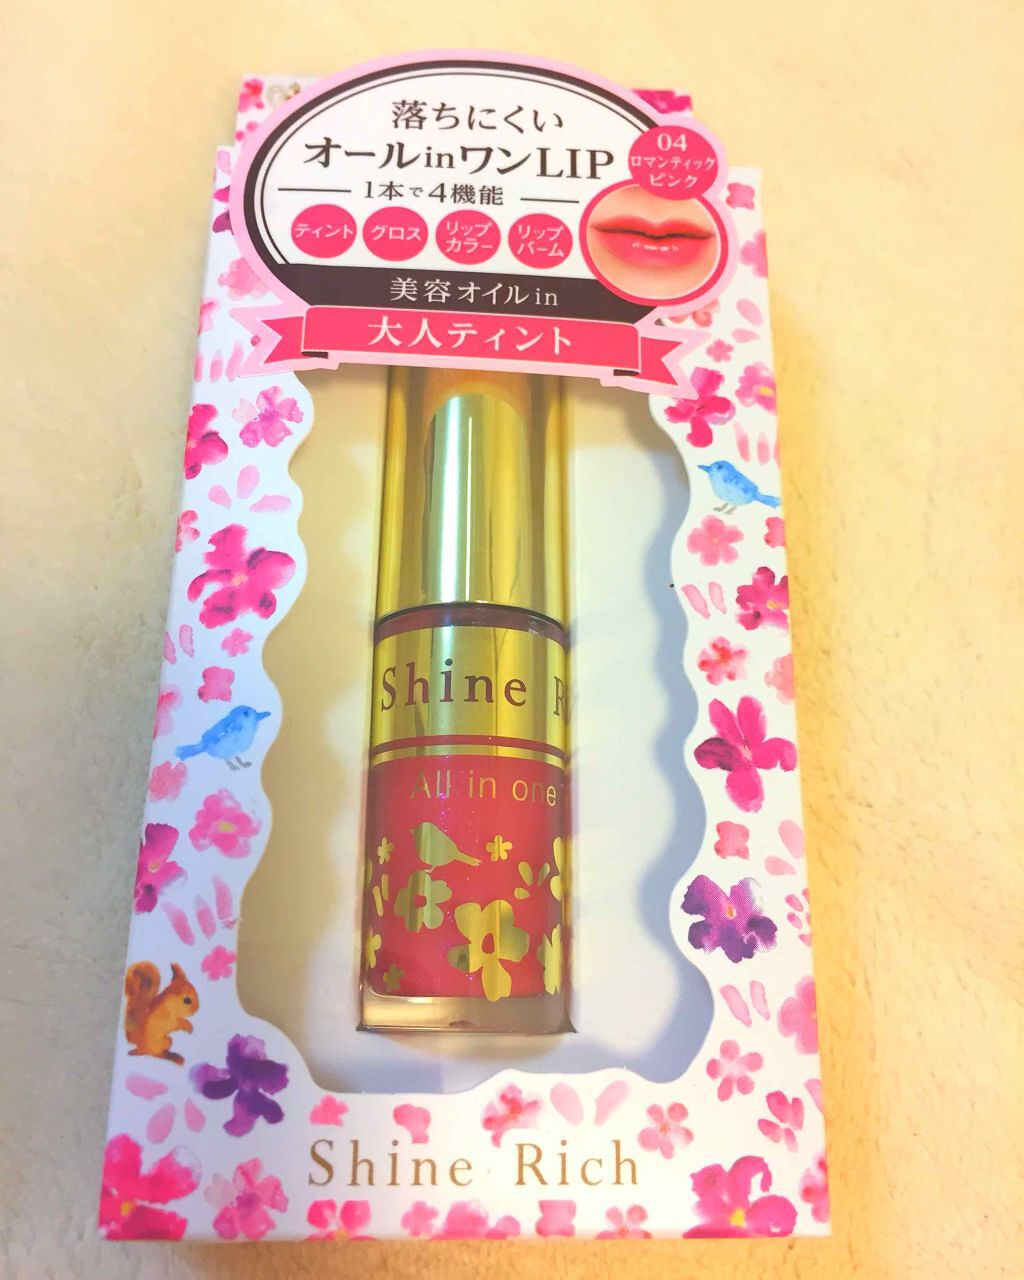 落ちにくい
オールinワンLIP
1本で4機能
ティント
グロス
リップ
カラー
リップ
バーム
04
ロマンティック
ピンク
美容オイルin
大人ティント
Shine
All in one
Shine Rich